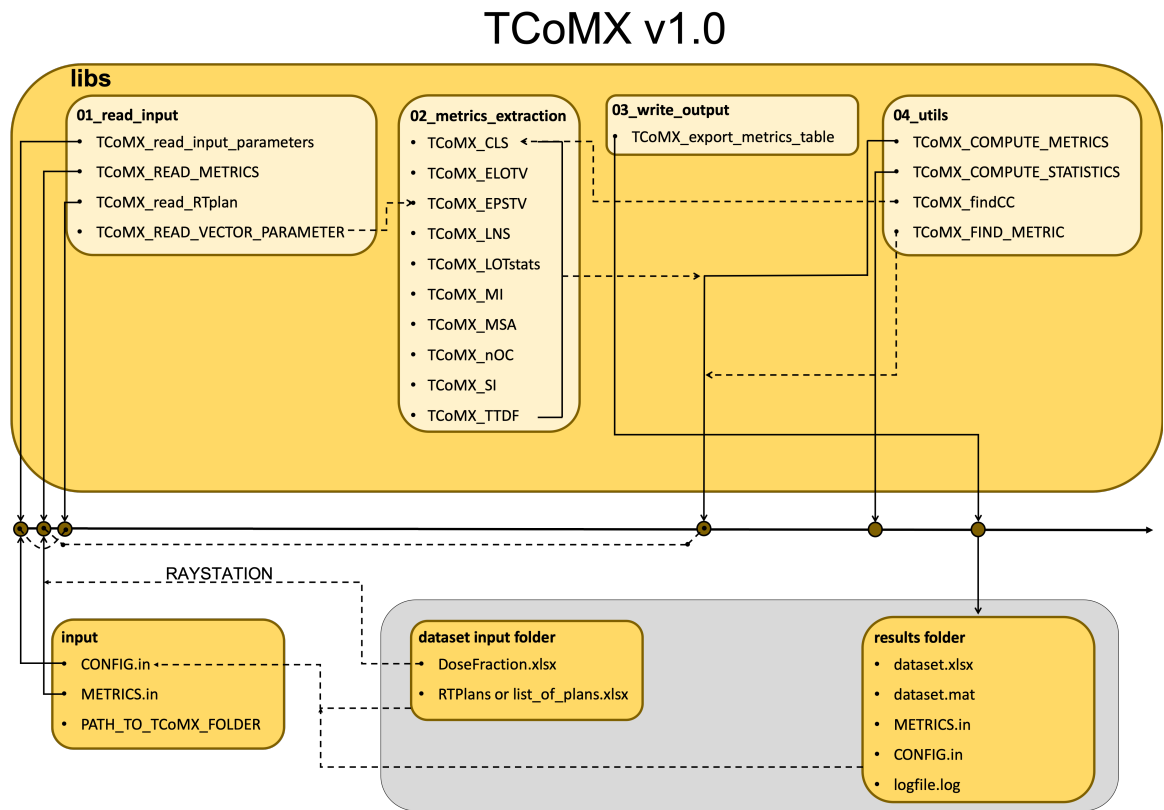 TCoMX v1.0
libs
01_read_input
TCoMX_read_input_parameters
TCoMX_READ_METRICS
TCoMX_read_RTplan
TCoMX_READ_VECTOR_PARAMETER
02_metrics_extraction
TCoMX_CLS
TCoMX_ELOTV
TCoMX_EPSTV
TCoMX_LNS
TCoMX_LOTstats
TCoMX_MI
TCoMX_MSA
TCoMX_nOC
TCoMX_SI
TCoMX_TTDF
03_write_output
TCoMX_export_metrics_table
04_utils
TCoMX_COMPUTE_METRICS
TCoMX_COMPUTE_STATISTICS
TCoMX_findCC
TCoMX_FIND_METRIC
RAYSTATION
input
CONFIG.in
METRICS.in
PATH_TO_TCoMX_FOLDER
dataset input folder
DoseFraction.xlsx
RTPlans or list_of_plans.xlsx
results folder
dataset.xlsx
dataset.mat
METRICS.in
CONFIG.in
logfile.log